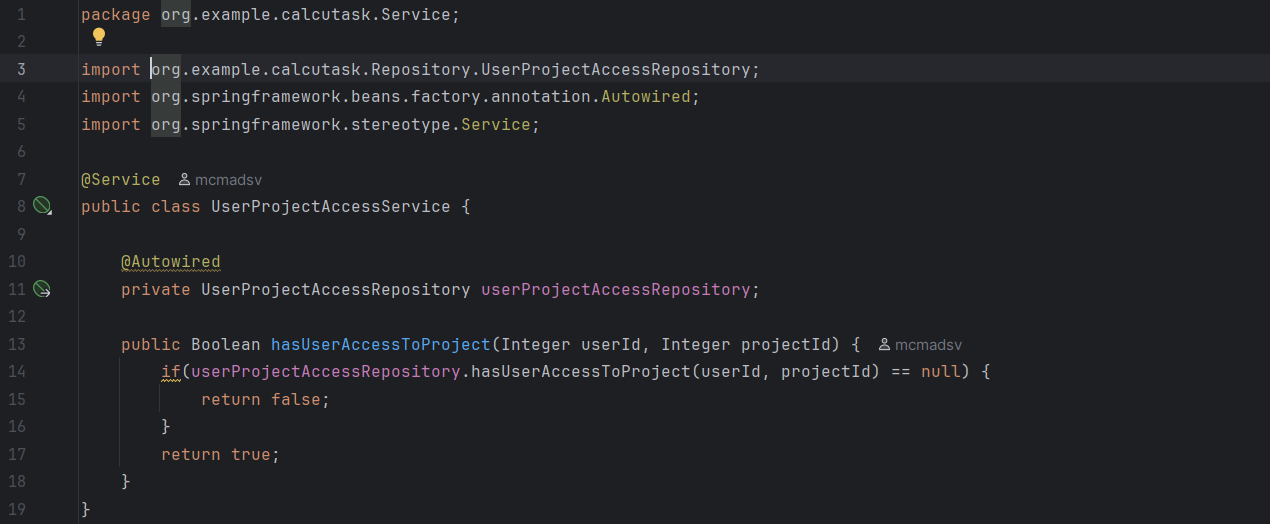 1 package org.example.calcutask.Service;
2
3 import org.example.calcutask.Repository.UserProjectAccessRepository;
4 import org.springframework.beans.factory.annotation.Autowired;
5 import org.springframework.stereotype.Service;
6
7 @Service mcmadsv
8 public class UserProjectAccessService {
9
10 @Autowired
11 private UserProjectAccessRepository userProjectAccessRepository;
12
13 public Boolean hasUserAccessToProject(Integer userId, Integer projectId) { mcmadsv
14 if(userProjectAccessRepository.hasUserAccessToProject(userId, projectId) == null) {
15 return false;
16 }
17 return true;
18 }
19 }